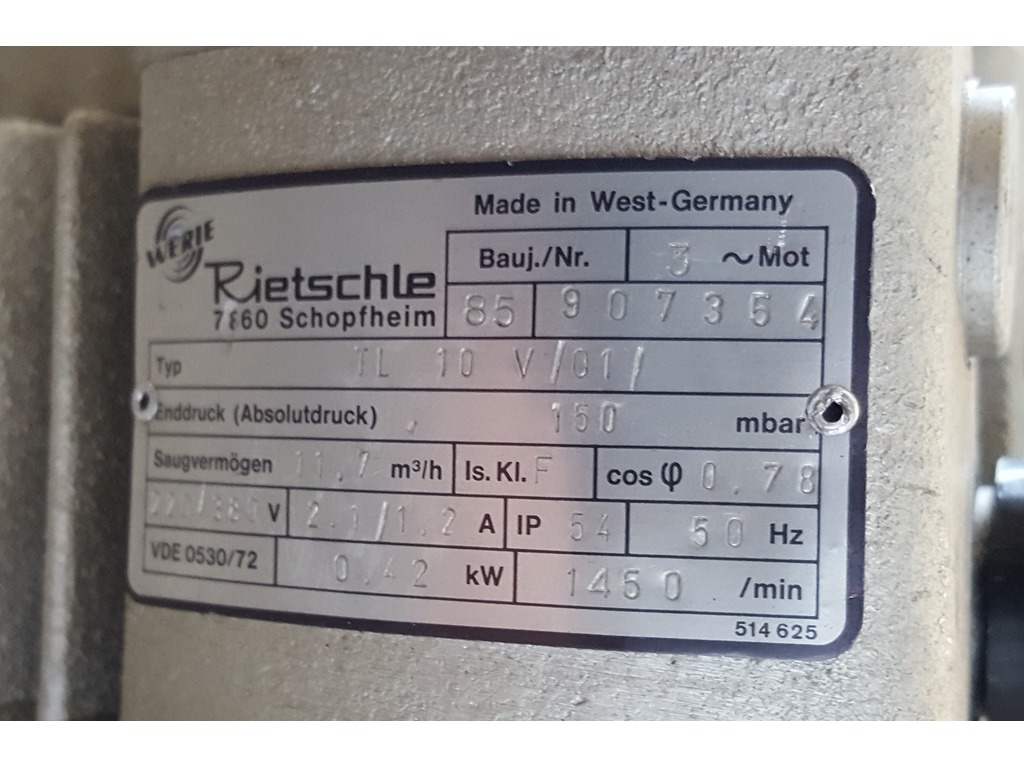 Made in West-Germany
WERIE
Rietschle
7860 Schopfheim
Bauj./Nr. 3 ~Mot
85 907354
Typ TL 10 V/01/
Enddruck (Absolutdruck) 150 mbar
Saugvermögen 11,7 m³/h Is. Kl. F cos φ 0.78
220/380 V 2.1/1.2 A IP 54 50 Hz
VDE 0530/72 0.42 kW 1450 /min
514 625